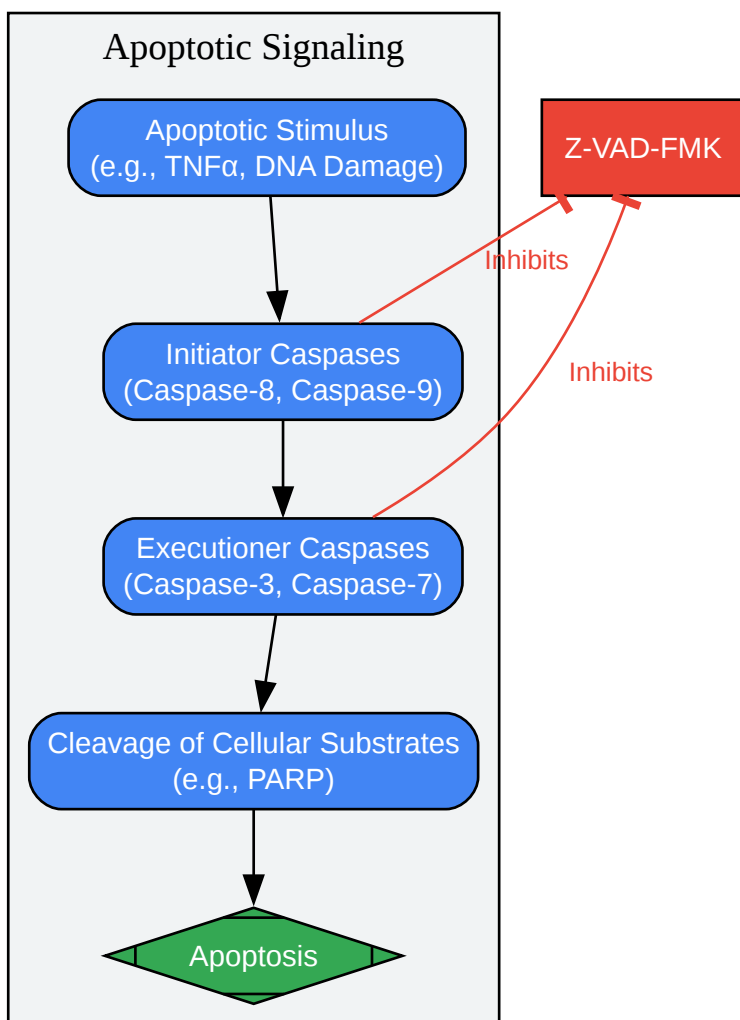 Apoptotic Signaling
Apoptotic Stimulus
(e.g., TNFα, DNA Damage)
Z-VAD-FMK
Inhibits
Initiator Caspases
(Caspase-8, Caspase-9)
Inhibits
Executioner Caspases
(Caspase-3, Caspase-7)
Cleavage of Cellular Substrates
(e.g., PARP)
Apoptosis